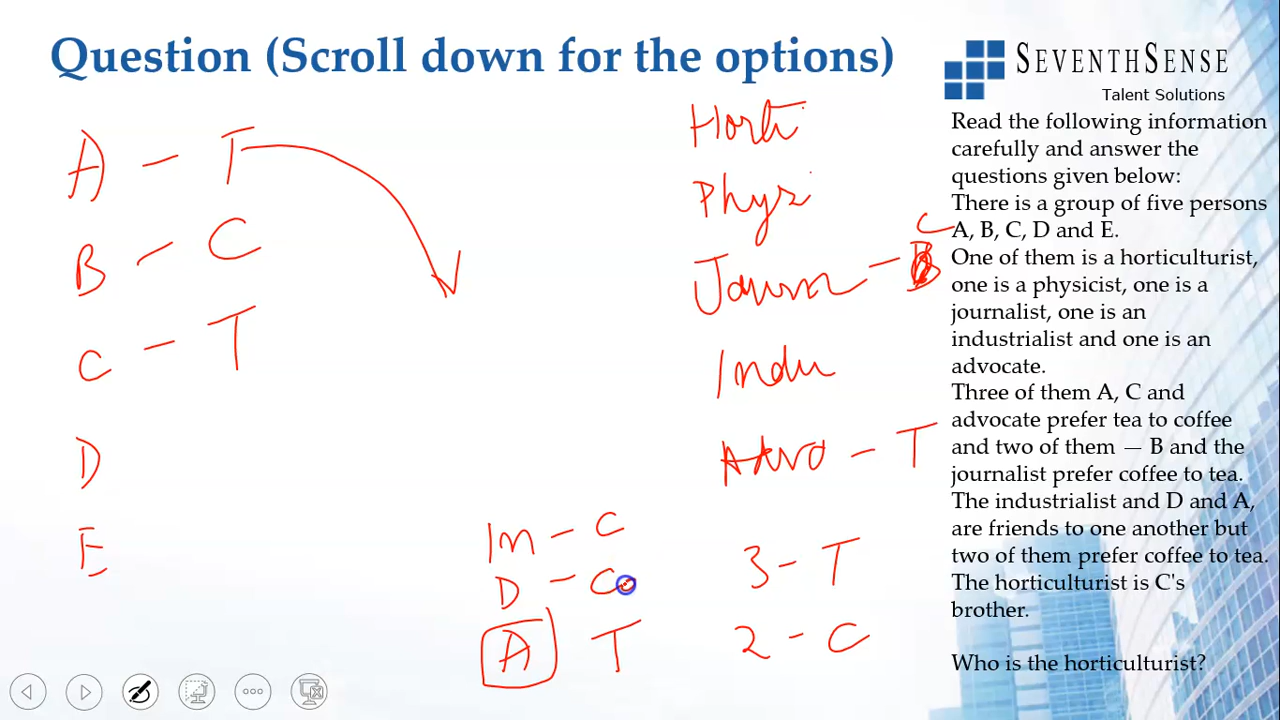 Question (Scroll down for the options)
SEVENTHSENSE
Talent Solutions
Read the following information
carefully and answer the
questions given below:
There is a group of five persons
A, B, C, D and E.
One of them is a horticulturist,
one is a physicist, one is a
journalist, one is an
industrialist and one is an
advocate.
Three of them A, C and
advocate prefer tea to coffee
and two of them — B and the
journalist prefer coffee to tea.
The industrialist and D and A,
are friends to one another but
two of them prefer coffee to tea.
The horticulturist is C's
brother.
Who is the horticulturist?
A - T
B - C
C - T
D
E
Horti
Physi
Journ - C
Indu
Advo - T
In - C
D - C
A T
3 - T
2 - C